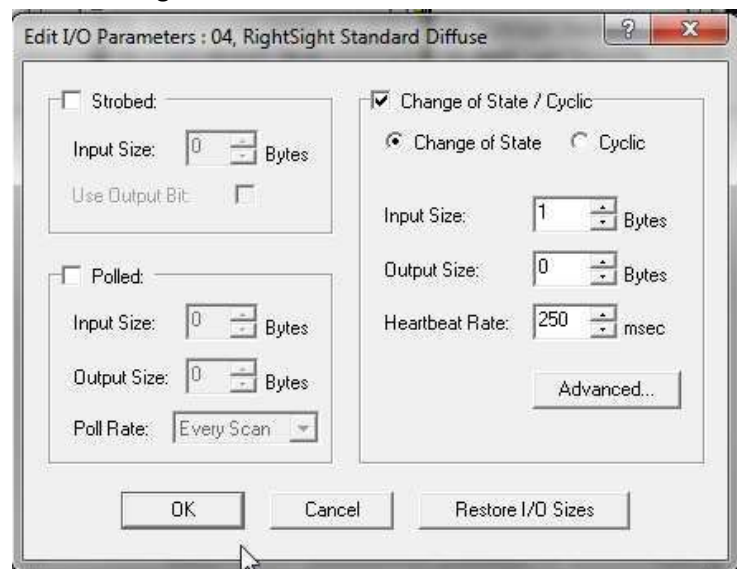 Edit I/O Parameters : 04, RightSight Standard Diffuse
Strobed:
Input Size: 0 Bytes
Use Output Bit:
Polled:
Input Size: 0 Bytes
Output Size: 0 Bytes
Poll Rate: Every Scan
Change of State / Cyclic
Change of State Cyclic
Input Size: 1 Bytes
Output Size: 0 Bytes
Heartbeat Rate: 250 msec
Advanced...
OK Cancel Restore I/O Sizes